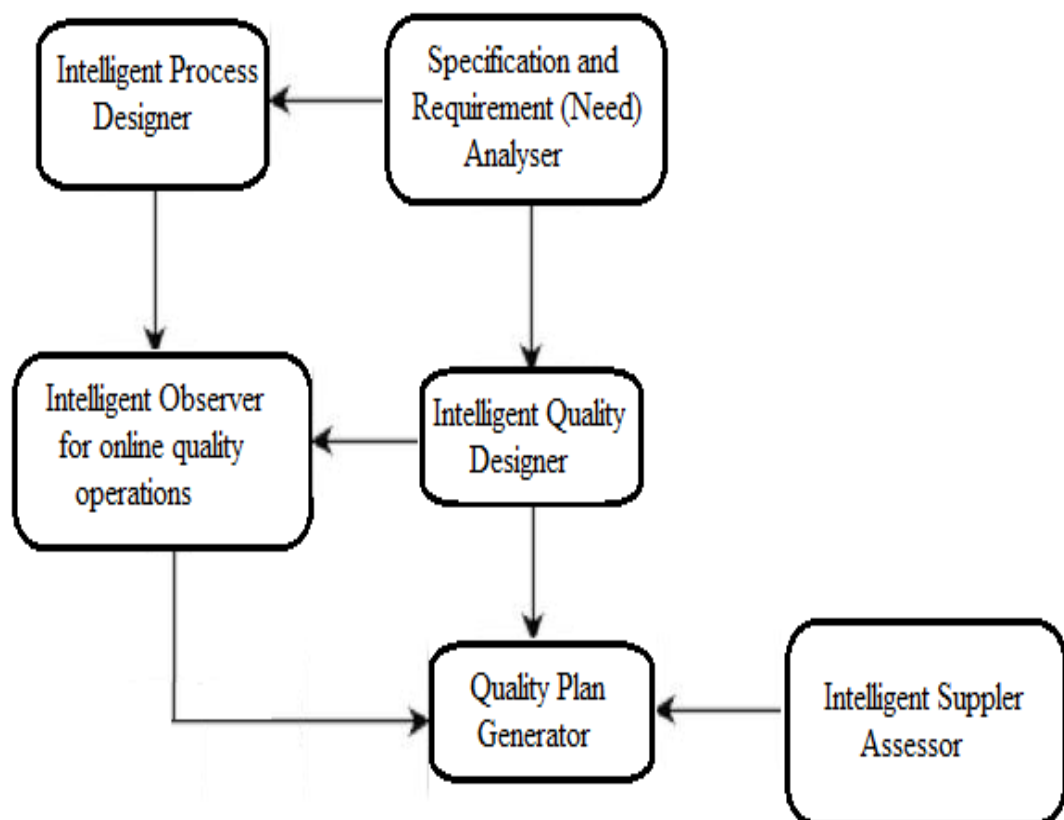 Intelligent Process
Designer
Specification and
Requirement (Need)
Analyser
Intelligent Observer
for online quality
operations
Intelligent Quality
Designer
Quality Plan
Generator
Intelligent Suppler
Assessor